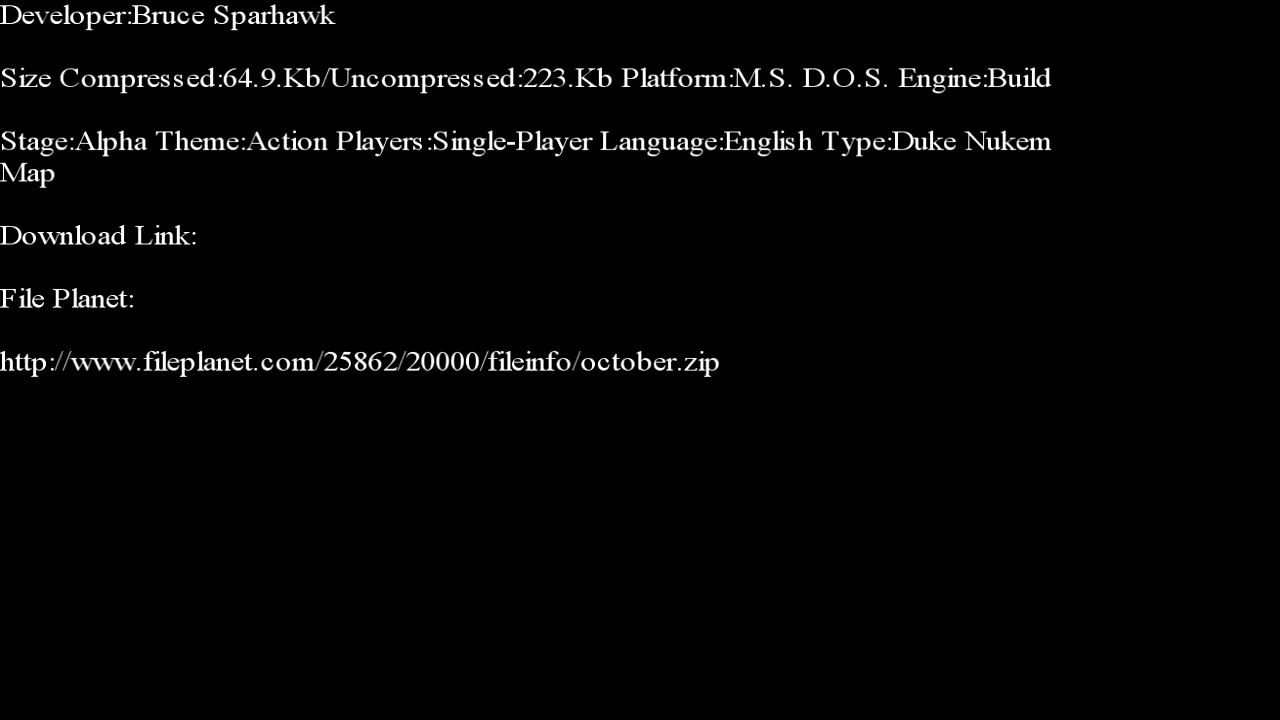 Developer:Bruce Sparhawk
Size Compressed:64.9.Kb/Uncompressed:223.Kb Platform:M.S. D.O.S. Engine:Build
Stage:Alpha Theme:Action Players:Single-Player Language:English Type:Duke Nukem
Map
Download Link:
File Planet:
http://www.fileplanet.com/25862/20000/fileinfo/october.zip